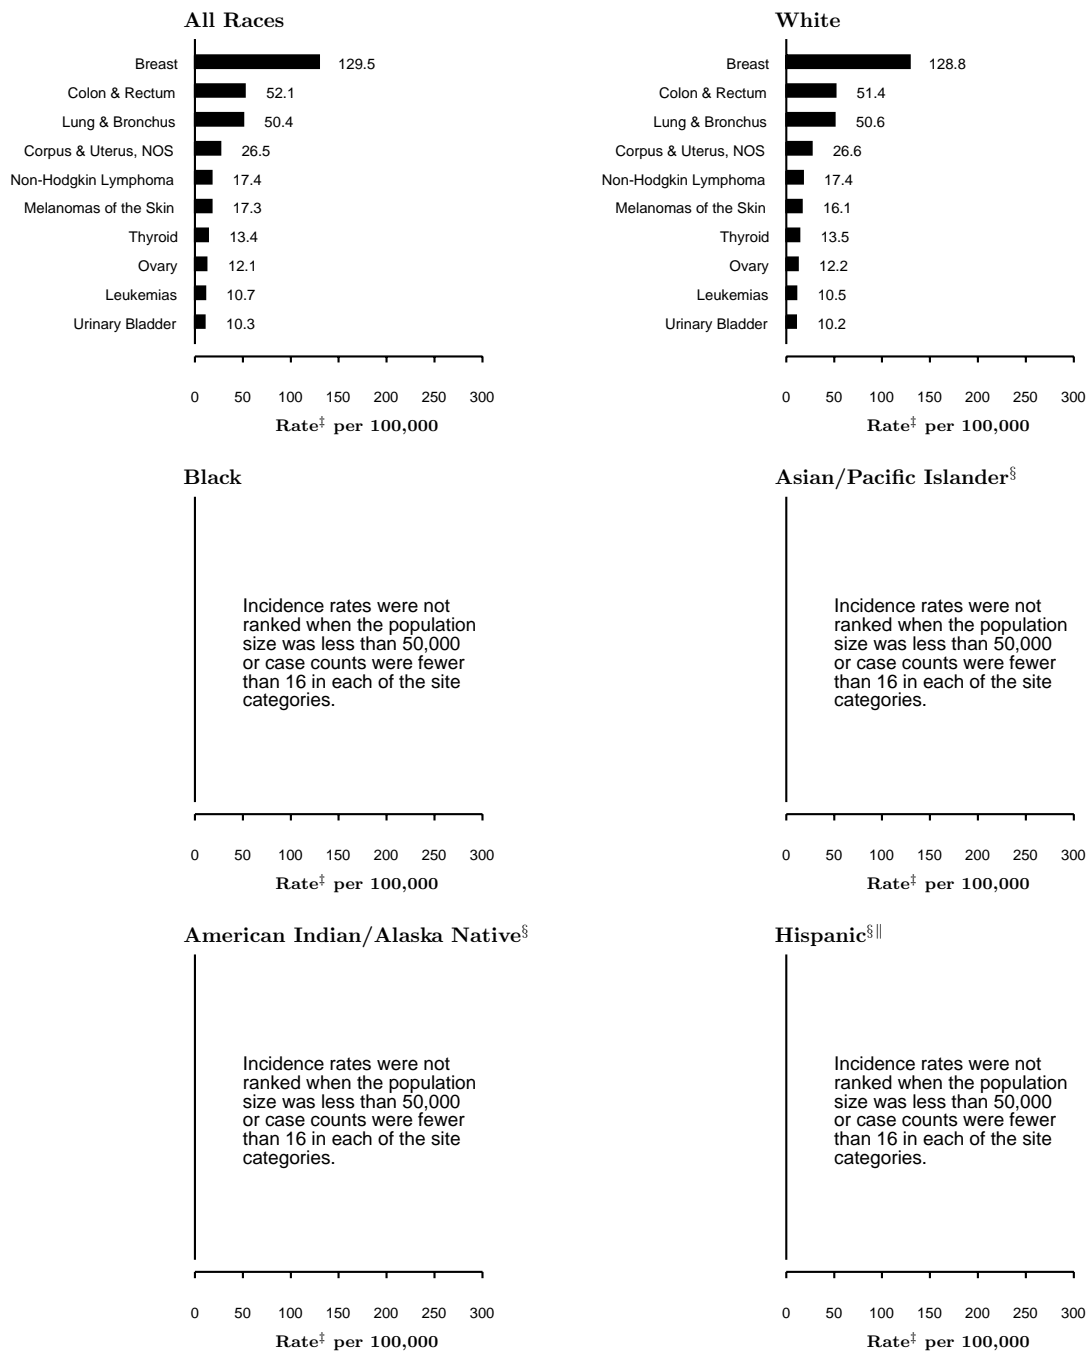 All Races
Breast 129.5
Colon & Rectum 52.1
Lung & Bronchus 50.4
Corpus & Uterus, NOS 26.5
Non-Hodgkin Lymphoma 17.4
Melanomas of the Skin 17.3
Thyroid 13.4
Ovary 12.1
Leukemias 10.7
Urinary Bladder 10.3
0 50 100 150 200 250 300
Rate‡ per 100,000
White
Breast 128.8
Colon & Rectum 51.4
Lung & Bronchus 50.6
Corpus & Uterus, NOS 26.6
Non-Hodgkin Lymphoma 17.4
Melanomas of the Skin 16.1
Thyroid 13.5
Ovary 12.2
Leukemias 10.5
Urinary Bladder 10.2
0 50 100 150 200 250 300
Rate‡ per 100,000
Black
Incidence rates were not
ranked when the population
size was less than 50,000
or case counts were fewer
than 16 in each of the site
categories.
0 50 100 150 200 250 300
Rate‡ per 100,000
Asian/Pacific Islander§
Incidence rates were not
ranked when the population
size was less than 50,000
or case counts were fewer
than 16 in each of the site
categories.
0 50 100 150 200 250 300
Rate‡ per 100,000
American Indian/Alaska Native§
Incidence rates were not
ranked when the population
size was less than 50,000
or case counts were fewer
than 16 in each of the site
categories.
0 50 100 150 200 250 300
Rate‡ per 100,000
Hispanic§∥
Incidence rates were not
ranked when the population
size was less than 50,000
or case counts were fewer
than 16 in each of the site
categories.
0 50 100 150 200 250 300
Rate‡ per 100,000